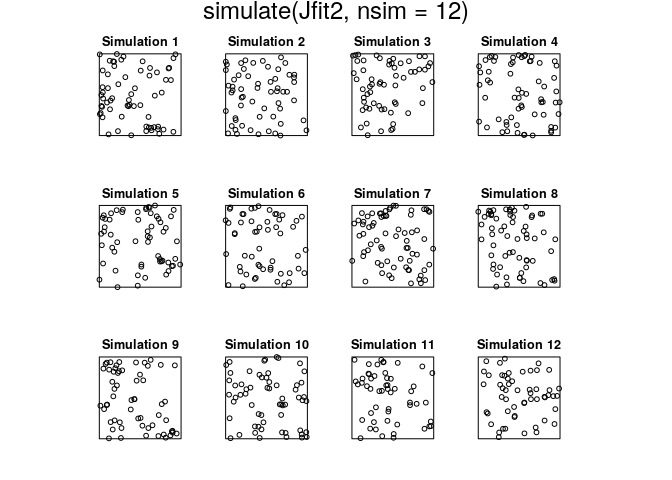 simulate(Jfit2, nsim = 12)
Simulation 1
Simulation 2
Simulation 3
Simulation 4
Simulation 5
Simulation 6
Simulation 7
Simulation 8
Simulation 9
Simulation 10
Simulation 11
Simulation 12